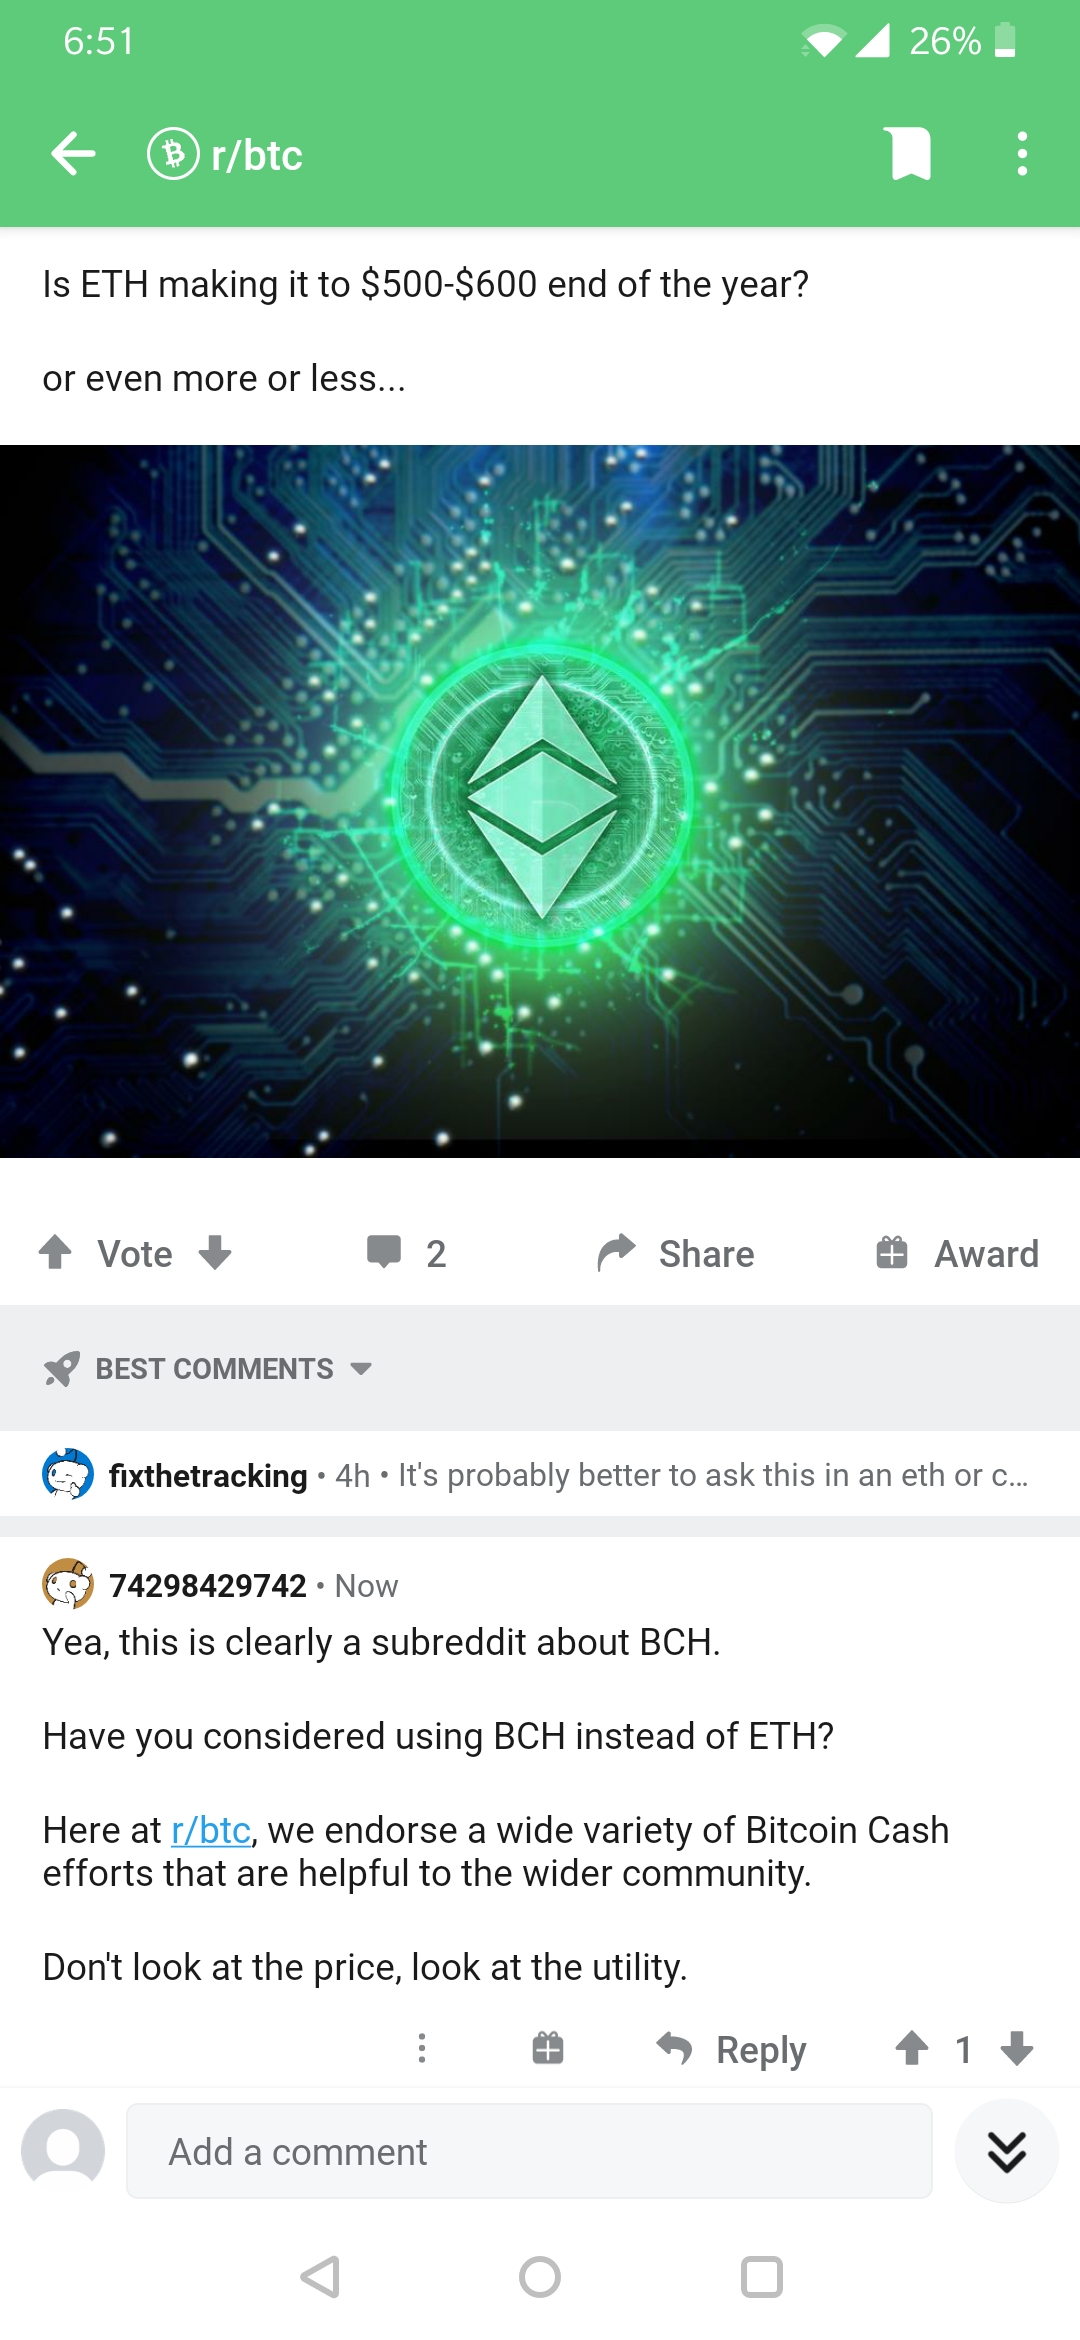 6:51
26%
r/btc
Is ETH making it to $500-$600 end of the year?
or even more or less...
Vote
2
Share
Award
BEST COMMENTS
fixthetracking • 4h • It's probably better to ask this in an eth or c...
74298429742 • Now
Yea, this is clearly a subreddit about BCH.
Have you considered using BCH instead of ETH?
Here at r/btc, we endorse a wide variety of Bitcoin Cash
efforts that are helpful to the wider community.
Don't look at the price, look at the utility.
Reply
1
Add a comment